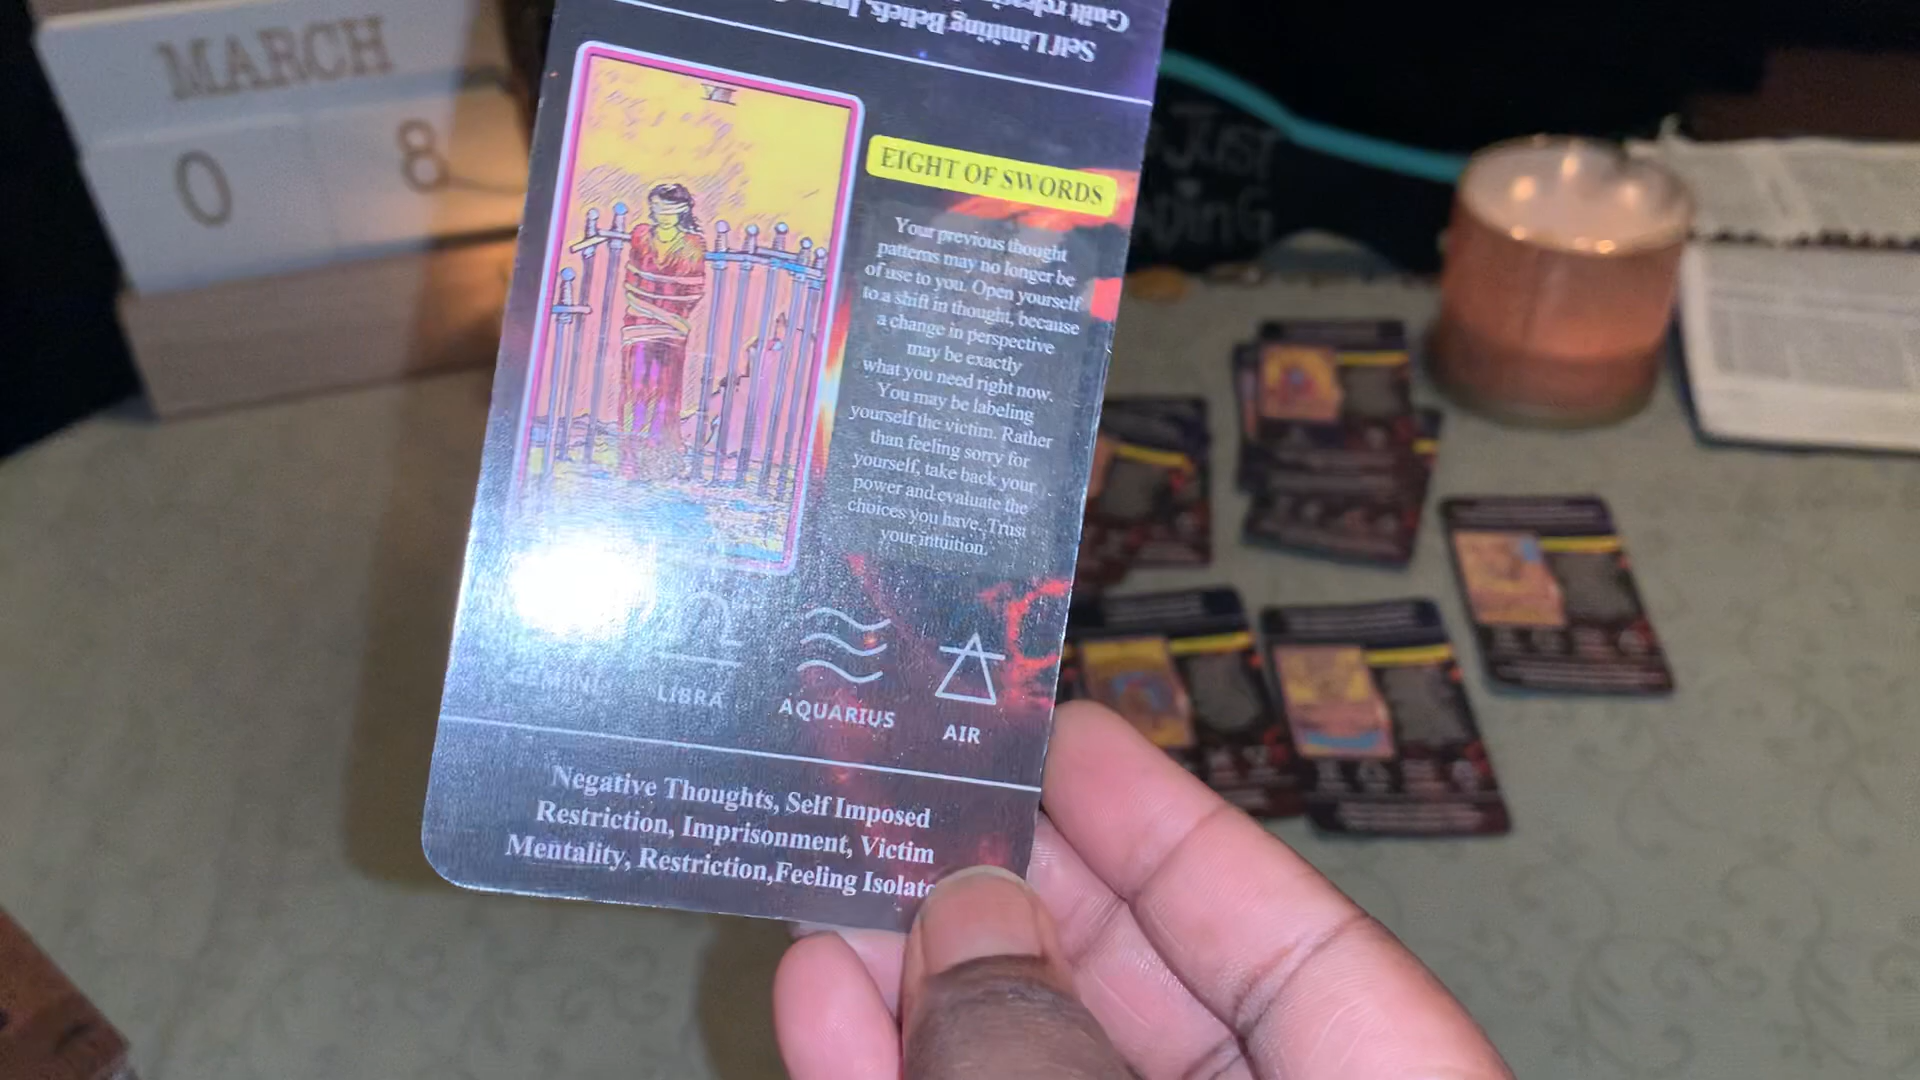 MARCH
0 8
Guilt
Self Limiting Beliefs,
VIII
EIGHT OF SWORDS
Your previous thought
patterns may no longer be
of use to you. Open yourself
to a shift in thought, because
a change in perspective
may be exactly
what you need right now.
You may be labeling
yourself the victim. Rather
than feeling sorry for
yourself, take back your
power and evaluate the
choices you have. Trust
your intuition.
GEMINI
LIBRA
AQUARIUS
AIR
Negative Thoughts, Self Imposed
Restriction, Imprisonment, Victim
Mentality, Restriction,Feeling
JUST